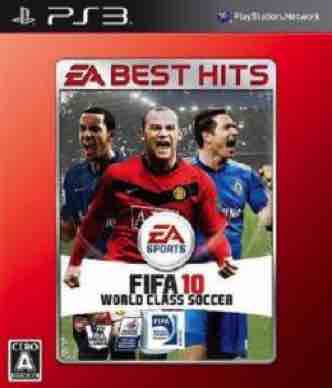 PS3
PlayStation Network
EA BEST HITS
EA
SPORTS
FIFA 10
WORLD CLASS SOCCER
CERO
A